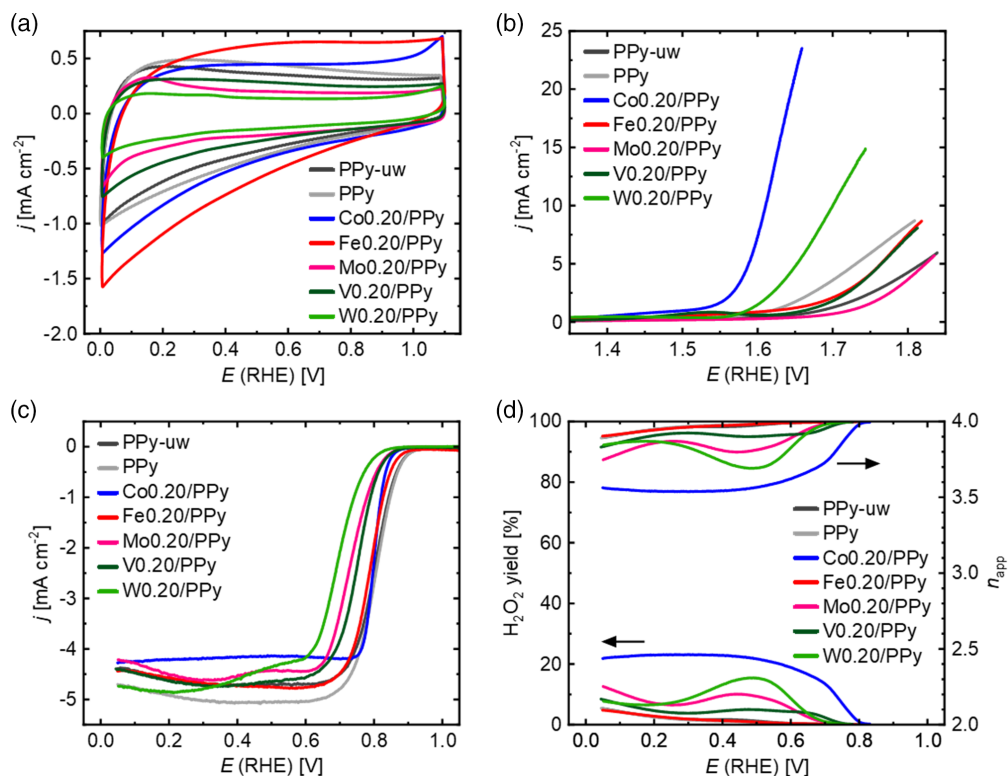 (a)
0.5
0.0
-0.5
-1.0
-1.5
-2.0
j [mA cm⁻²]
PPy-uw
PPy
Co0.20/PPy
Fe0.20/PPy
Mo0.20/PPy
V0.20/PPy
W0.20/PPy
0.0 0.2 0.4 0.6 0.8 1.0
E (RHE) [V]
(b)
25
20
15
10
5
0
j [mA cm⁻²]
PPy-uw
PPy
Co0.20/PPy
Fe0.20/PPy
Mo0.20/PPy
V0.20/PPy
W0.20/PPy
1.4 1.5 1.6 1.7 1.8
E (RHE) [V]
(c)
0
-1
-2
-3
-4
-5
j [mA cm⁻²]
PPy-uw
PPy
Co0.20/PPy
Fe0.20/PPy
Mo0.20/PPy
V0.20/PPy
W0.20/PPy
0.0 0.2 0.4 0.6 0.8 1.0
E (RHE) [V]
(d)
100
80
60
40
20
0
H₂O₂ yield [%]
PPy-uw
PPy
Co0.20/PPy
Fe0.20/PPy
Mo0.20/PPy
V0.20/PPy
W0.20/PPy
4.0
3.5
3.0
2.5
2.0
n_app
0.0 0.2 0.4 0.6 0.8 1.0
E (RHE) [V]